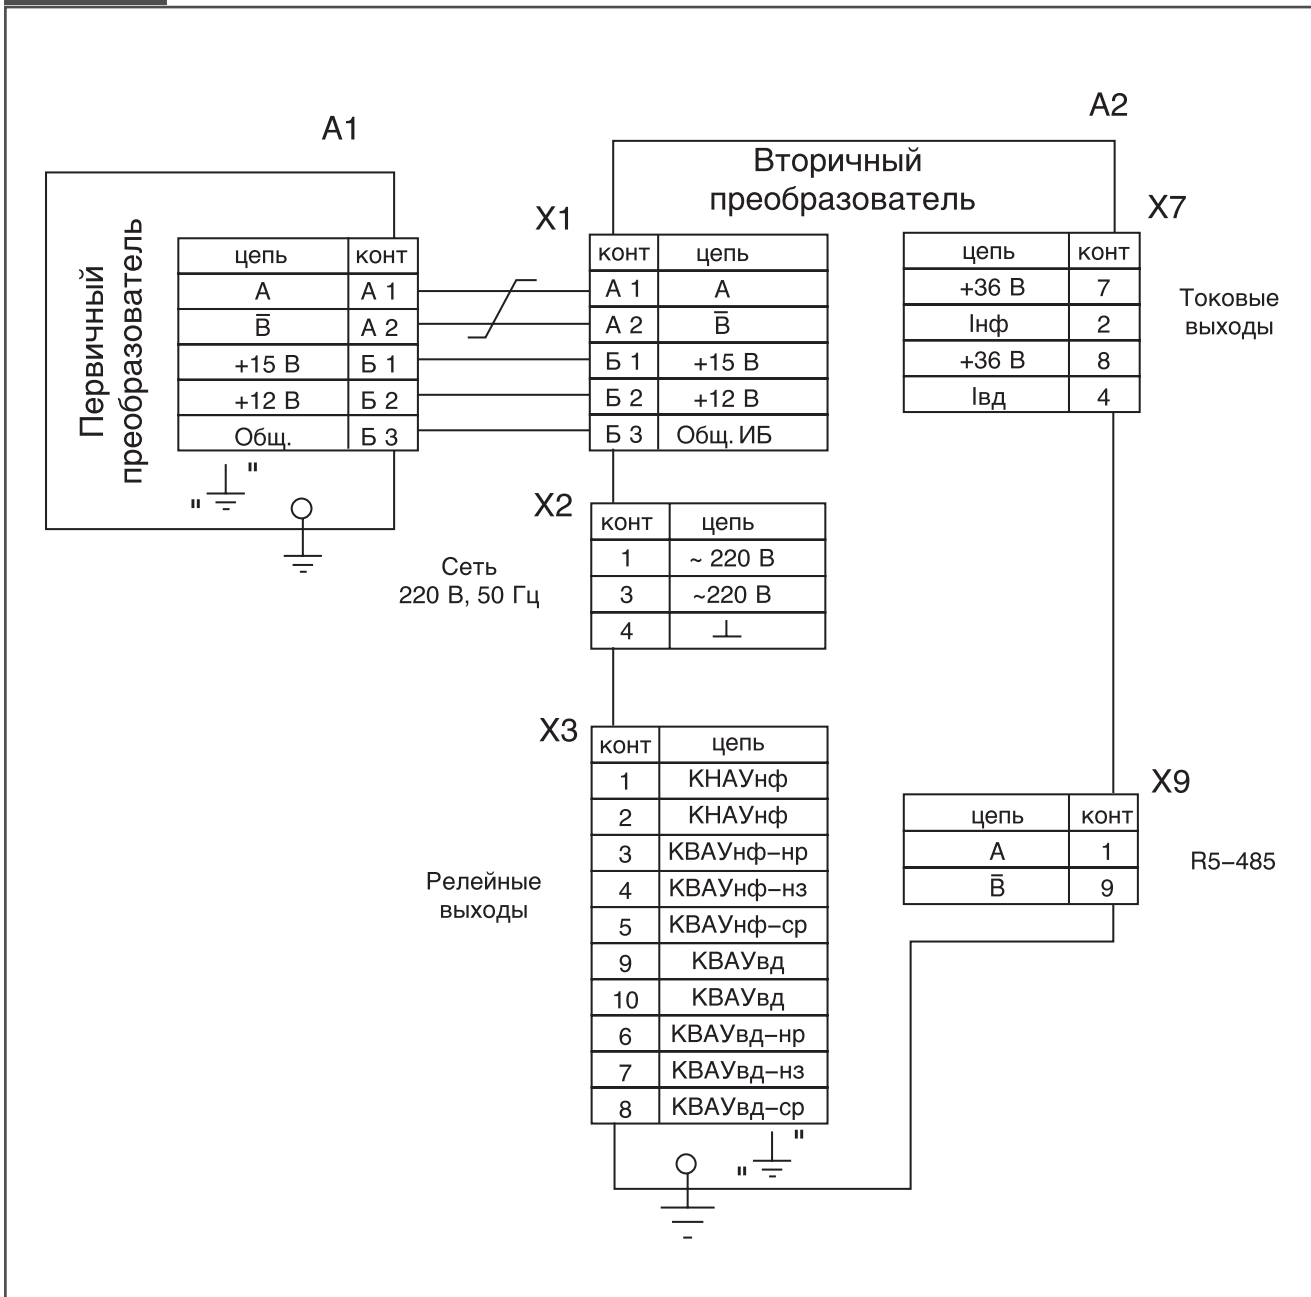 А1
Первичный
преобразователь
цепь конт
А А 1
B̅ А 2
+15 В Б 1
+12 В Б 2
Общ. Б 3
" "
А2
Вторичный
преобразователь
Х1
конт цепь
А 1 А
А 2 B̅
Б 1 +15 В
Б 2 +12 В
Б 3 Общ. ИБ
Х7
цепь конт
+36 В 7
Iнф 2
+36 В 8
Iвд 4
Токовые
выходы
Х2
конт цепь
1 ~ 220 В
3 ~220 В
4 ⊥
Сеть
220 В, 50 Гц
Х3
конт цепь
1 КНАУнф
2 КНАУнф
3 КВАУнф–нр
4 КВАУнф–нз
5 КВАУнф–ср
9 КВАУвд
10 КВАУвд
6 КВАУвд–нр
7 КВАУвд–нз
8 КВАУвд–ср
Релейные
выходы
" "
Х9
цепь конт
А 1
B̅ 9
R5–485